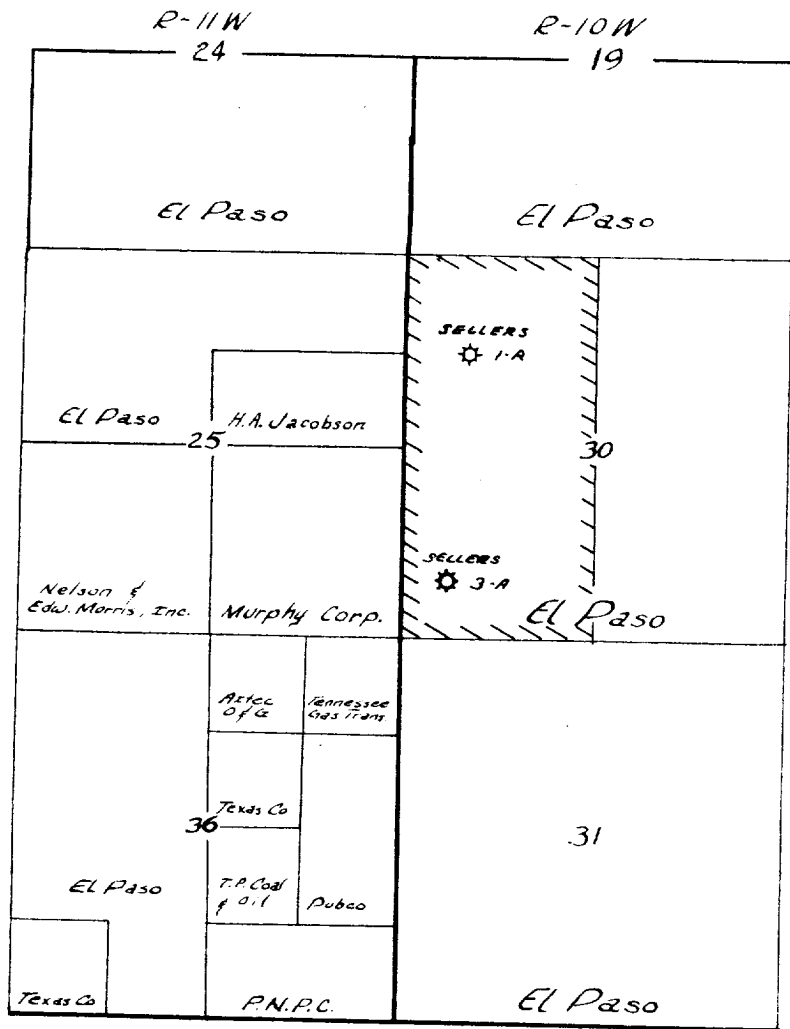 R-11W
R-10W
24
19
El Paso
El Paso
SELLERS
1-A
El Paso
H.A. Jacobson
25
30
SELLERS
3-A
Nelson &
Edw. Morris, Inc.
Murphy Corp.
El Paso
Aztec
O & G
Tennessee
Gas Trans.
Texas Co
36
31
El Paso
T.P. Coal
& Oil
Pubco
Texas Co
P.N.P.C.
El Paso